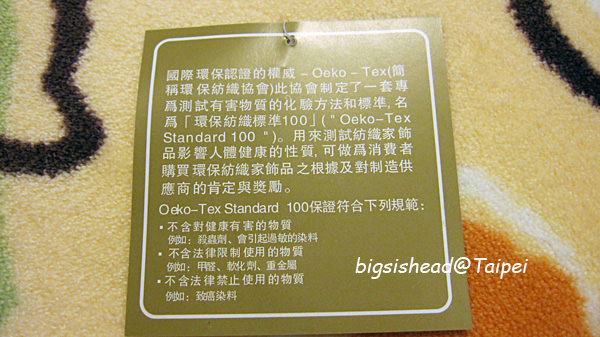 國際環保認證的權威-Oeko-Tex(簡
稱環保紡織協會)此協會制定了一套專
爲測試有害物質的化驗方法和標準,名
爲「環保紡織標準100」("Oeko-Tex
Standard 100 ")。用來測試紡織家飾
品影響人體健康的性質,可做爲消費者
購買環保紡織家飾品之根據及對制造供
應商的肯定與獎勵。
Oeko-Tex Standard 100保證符合下列規範：
▪不含對健康有害的物質
例如：殺蟲劑、會引起過敏的染料
▪不含法律限制使用的物質
例如：甲醛、軟化劑、重金屬
▪不含法律禁止使用的物質
例如：致癌染料
bigsishead@Taipei